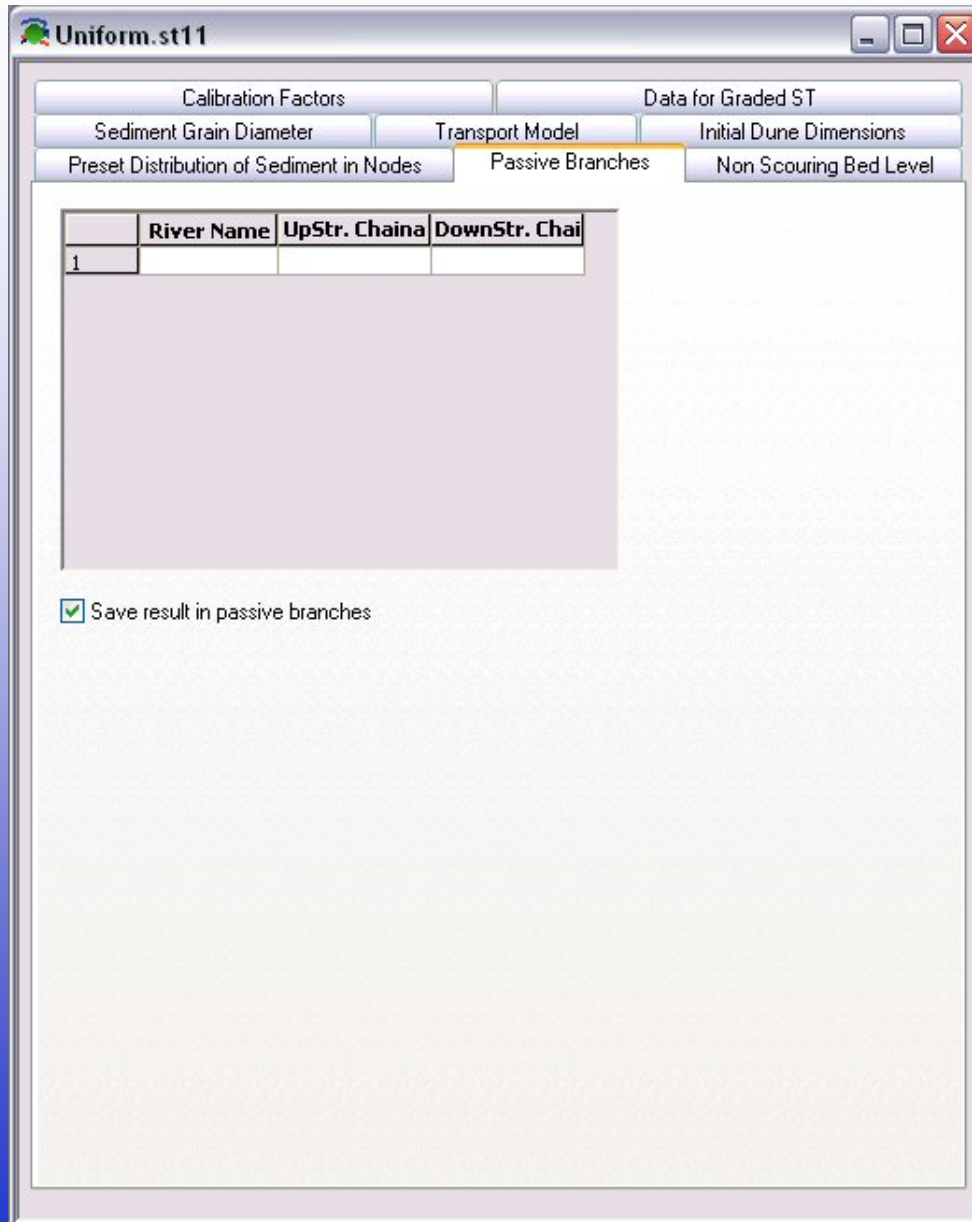 Uniform.st11
Calibration Factors Data for Graded ST
Sediment Grain Diameter Transport Model Initial Dune Dimensions
Preset Distribution of Sediment in Nodes Passive Branches Non Scouring Bed Level
River Name UpStr. Chaina DownStr. Chai
1
Save result in passive branches